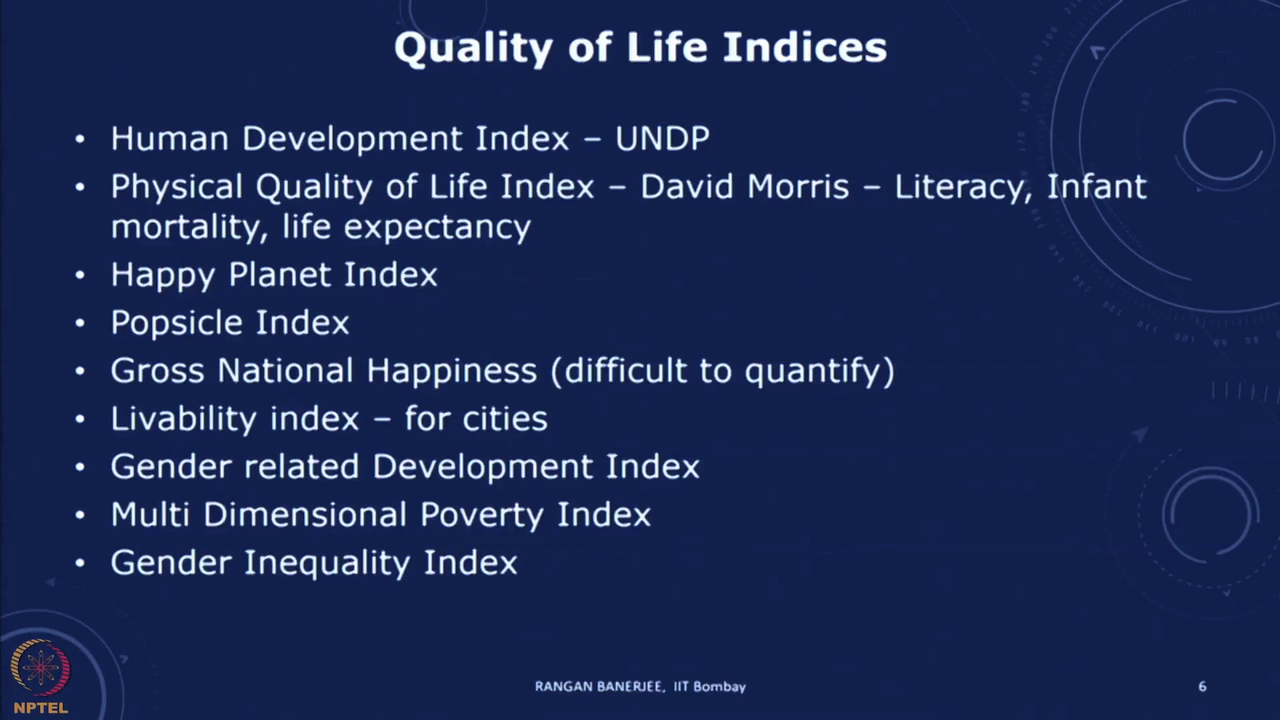 Quality of Life Indices
• Human Development Index – UNDP
• Physical Quality of Life Index – David Morris – Literacy, Infant
mortality, life expectancy
• Happy Planet Index
• Popsicle Index
• Gross National Happiness (difficult to quantify)
• Livability index – for cities
• Gender related Development Index
• Multi Dimensional Poverty Index
• Gender Inequality Index
NPTEL
RANGAN BANERJEE, IIT Bombay
6